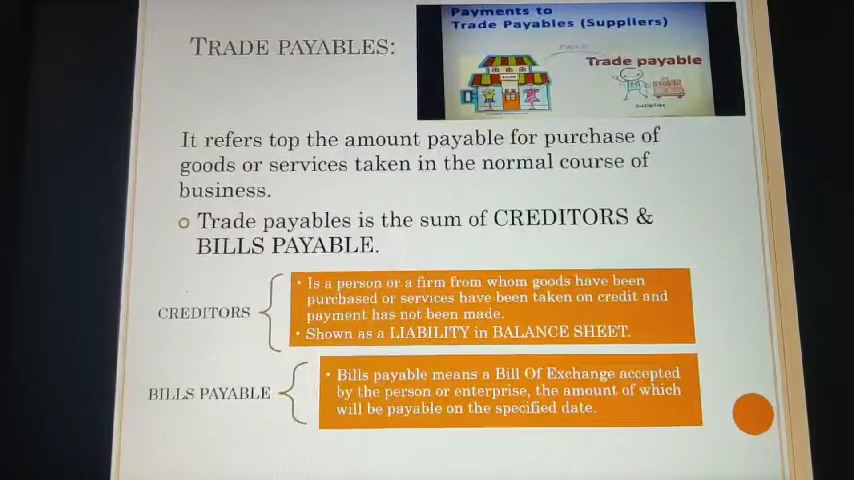 TRADE PAYABLES:
Payments to
Trade Payables (Suppliers)
Trade payable
supplier
It refers top the amount payable for purchase of
goods or services taken in the normal course of
business.
Trade payables is the sum of CREDITORS &
BILLS PAYABLE.
CREDITORS
• Is a person or a firm from whom goods have been
purchased or services have been taken on credit and
payment has not been made.
• Shown as a LIABILITY in BALANCE SHEET.
BILLS PAYABLE
• Bills payable means a Bill Of Exchange accepted
by the person or enterprise, the amount of which
will be payable on the specified date.